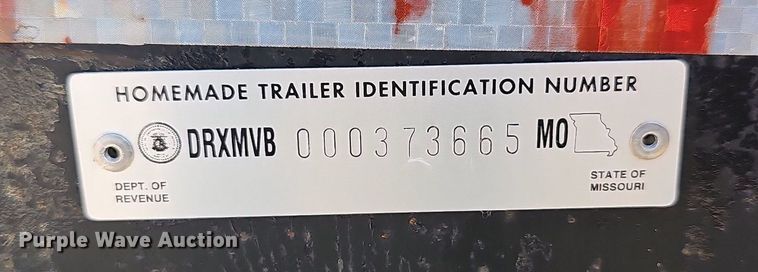 HOMEMADE TRAILER IDENTIFICATION NUMBER
DRXMVB 000373665 MO
DEPT. OF
REVENUE
STATE OF
MISSOURI
Purple Wave Auction